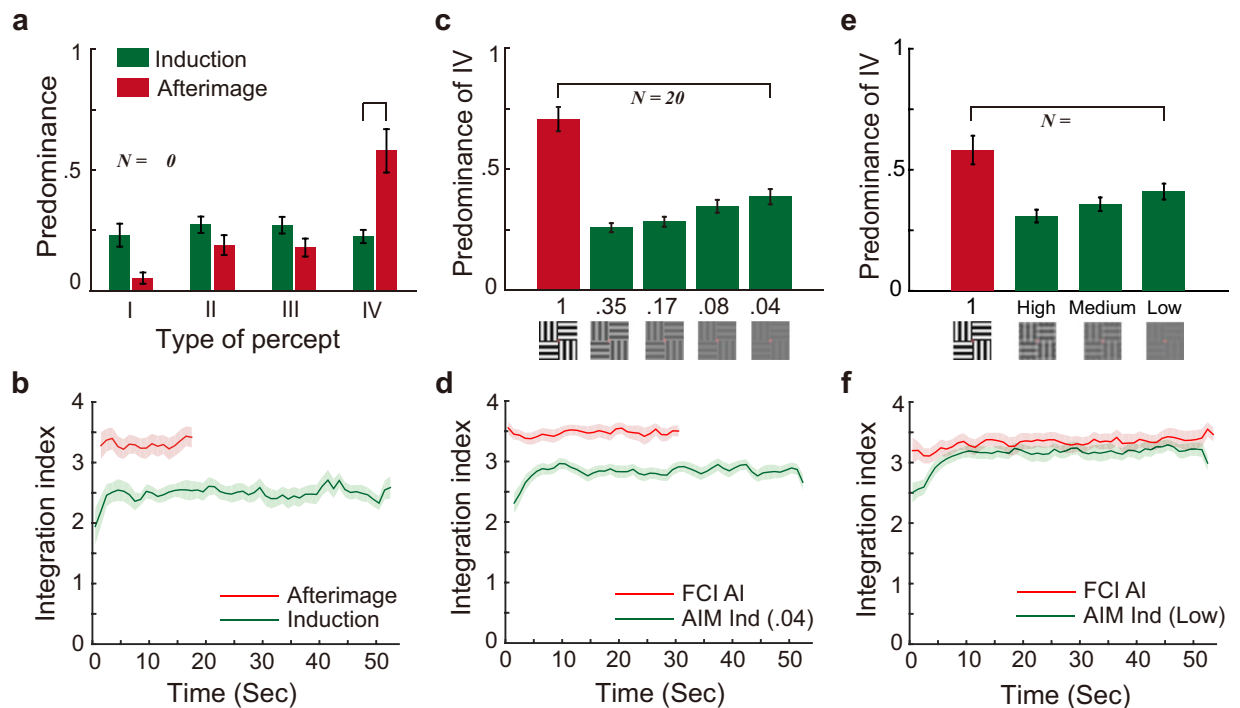 a
1
Induction
Afterimage
Predominance
.5
N = 0
0
I II III IV
Type of percept
b
4
3
2
1
0
Integration index
Afterimage
Induction
0 10 20 30 40 50
Time (Sec)
c
1
Predominance of IV
N = 20
.5
0
1 .35 .17 .08 .04
d
4
3
2
1
0
Integration index
FCI AI
AIM Ind (.04)
0 10 20 30 40 50
Time (Sec)
e
1
Predominance of IV
N =
.5
0
1 High Medium Low
f
4
3
2
1
0
Integration index
FCI AI
AIM Ind (Low)
0 10 20 30 40 50
Time (Sec)